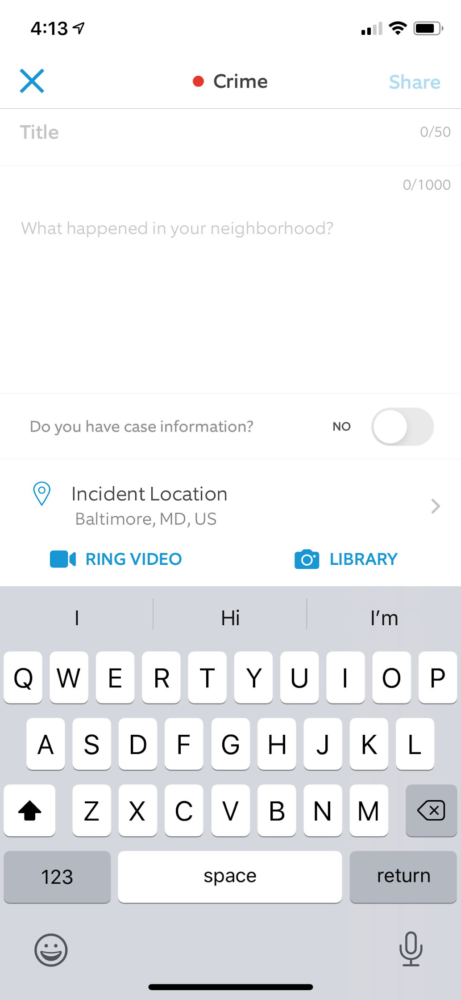 4:13
Crime
Share
Title
0/50
0/1000
What happened in your neighborhood?
Do you have case information?
NO
Incident Location
Baltimore, MD, US
RING VIDEO
LIBRARY
I
Hi
I'm
Q W E R T Y U I O P
A S D F G H J K L
Z X C V B N M
123
space
return